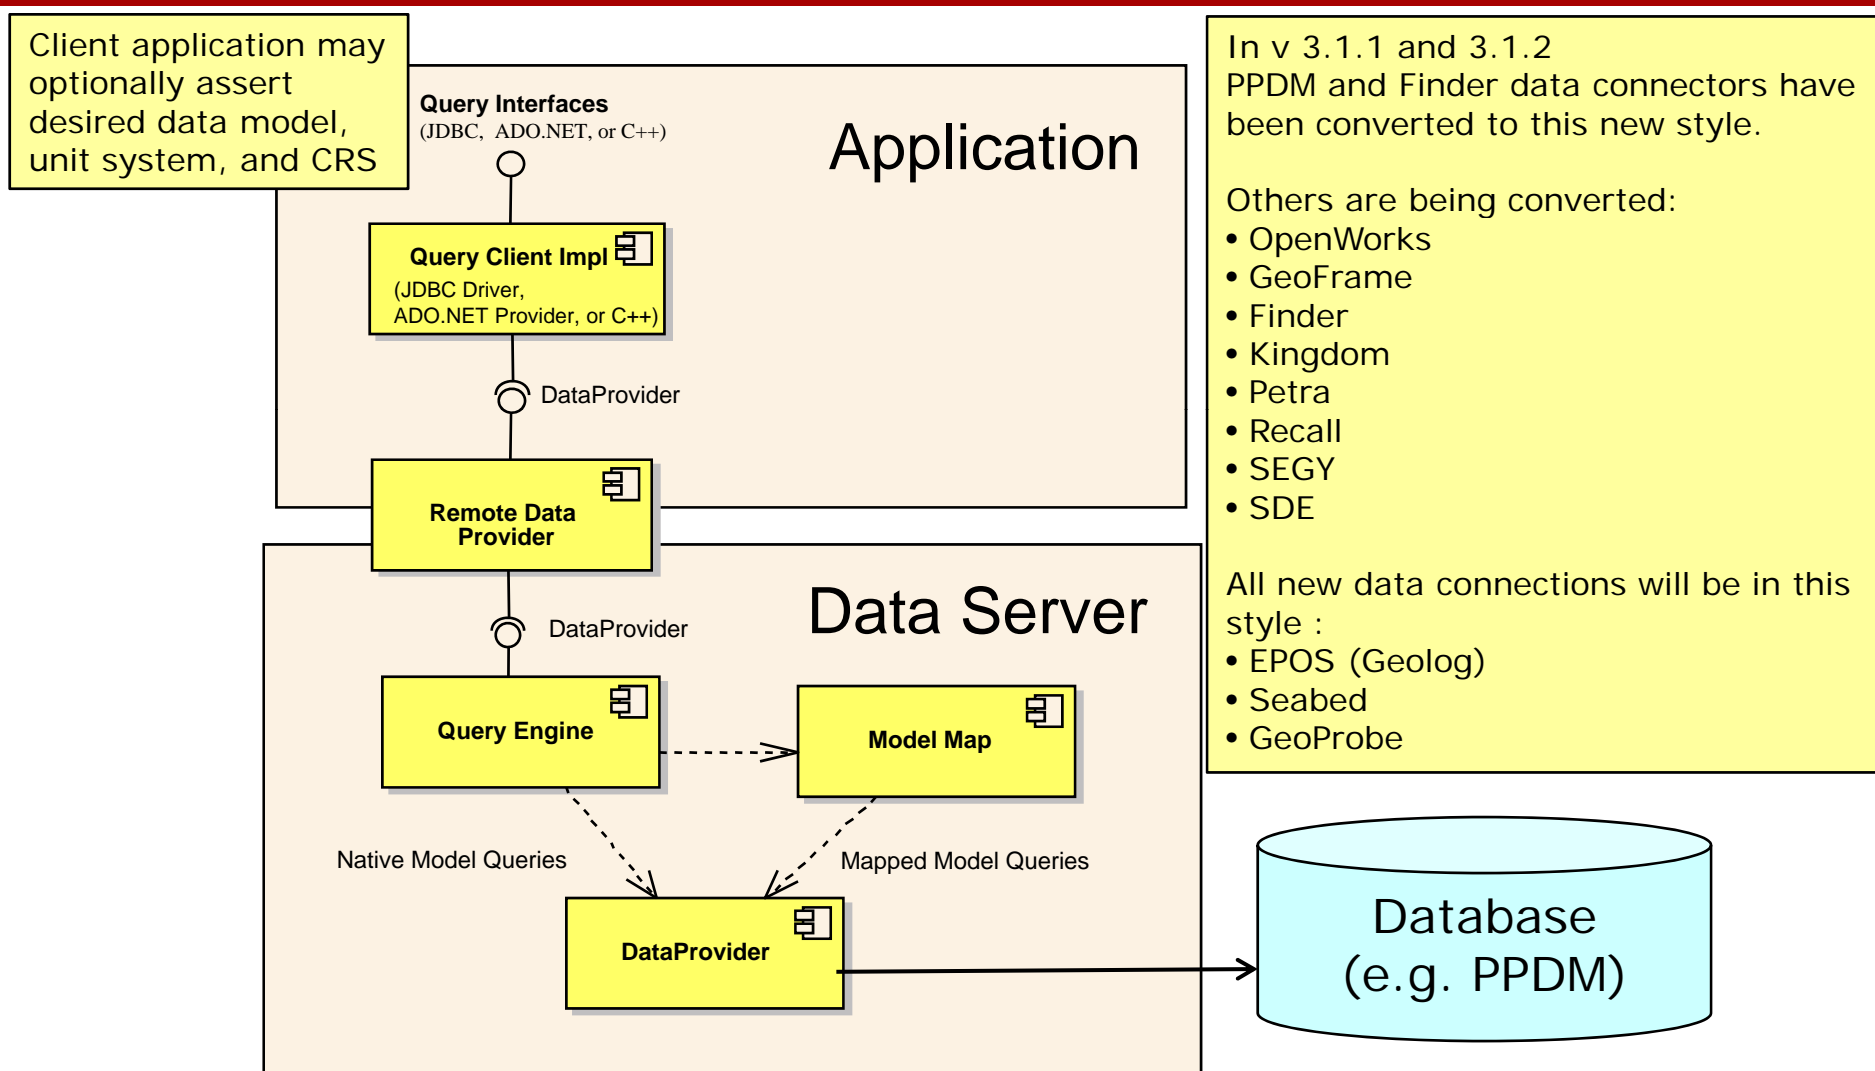 Client application may
optionally assert
desired data model,
unit system, and CRS
Query Interfaces
(JDBC, ADO.NET, or C++)
Application
Query Client Impl
(JDBC Driver,
ADO.NET Provider, or C++)
DataProvider
Remote Data
Provider
Data Server
DataProvider
Query Engine
Model Map
Native Model Queries
Mapped Model Queries
DataProvider
In v 3.1.1 and 3.1.2
PPDM and Finder data connectors have
been converted to this new style.
Others are being converted:
• OpenWorks
• GeoFrame
• Finder
• Kingdom
• Petra
• Recall
• SEGY
• SDE
All new data connections will be in this
style :
• EPOS (Geolog)
• Seabed
• GeoProbe
Database
(e.g. PPDM)